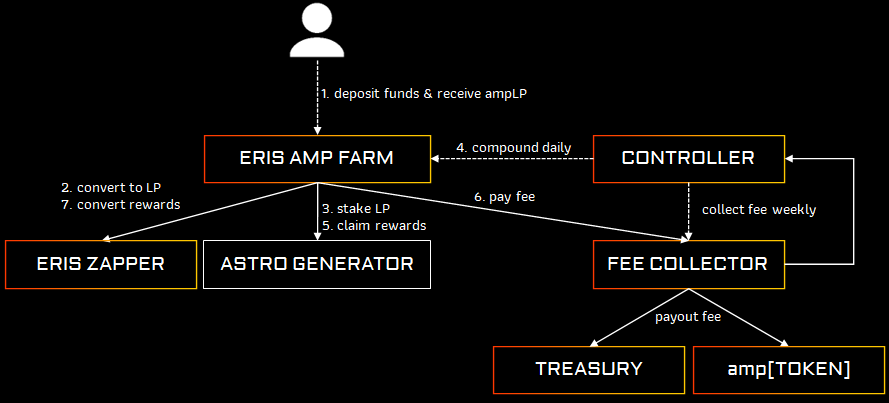 1. deposit funds & receive ampLP
ERIS AMP FARM
4. compound daily
CONTROLLER
2. convert to LP
7. convert rewards
3. stake LP
5. claim rewards
6. pay fee
collect fee weekly
ERIS ZAPPER
ASTRO GENERATOR
FEE COLLECTOR
payout fee
TREASURY
amp[TOKEN]